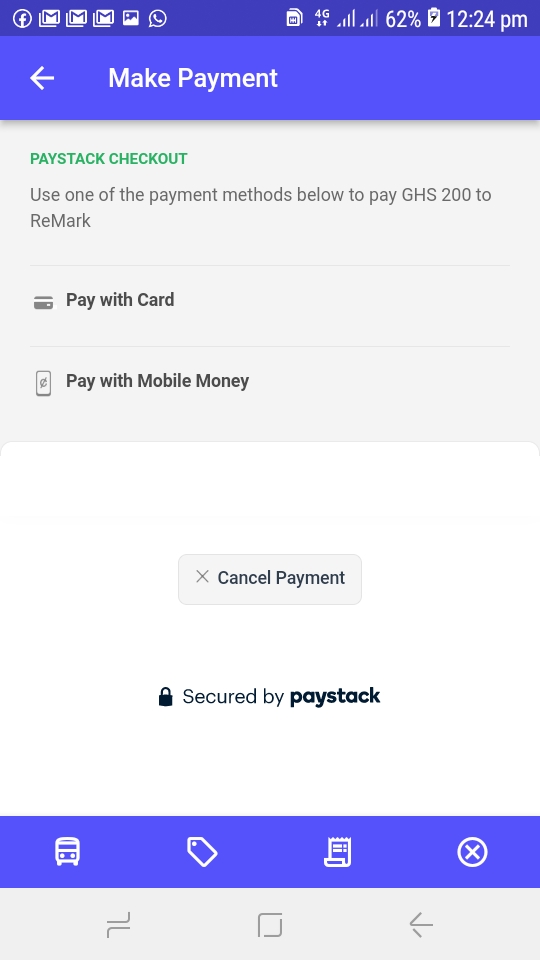 4G 62% 12:24 pm
Make Payment
PAYSTACK CHECKOUT
Use one of the payment methods below to pay GHS 200 to
ReMark
Pay with Card
Pay with Mobile Money
Cancel Payment
Secured by paystack